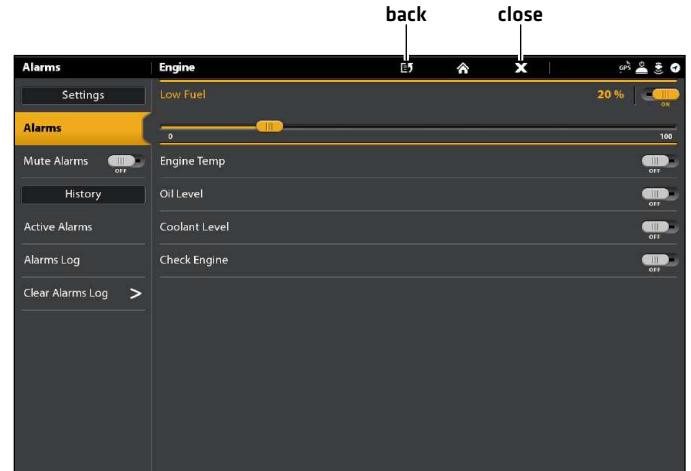 back close
Alarms Engine GPS
Settings Low Fuel 20 % ON
Alarms
0 100
Mute Alarms OFF Engine Temp OFF
History Oil Level OFF
Active Alarms Coolant Level OFF
Alarms Log Check Engine OFF
Clear Alarms Log >